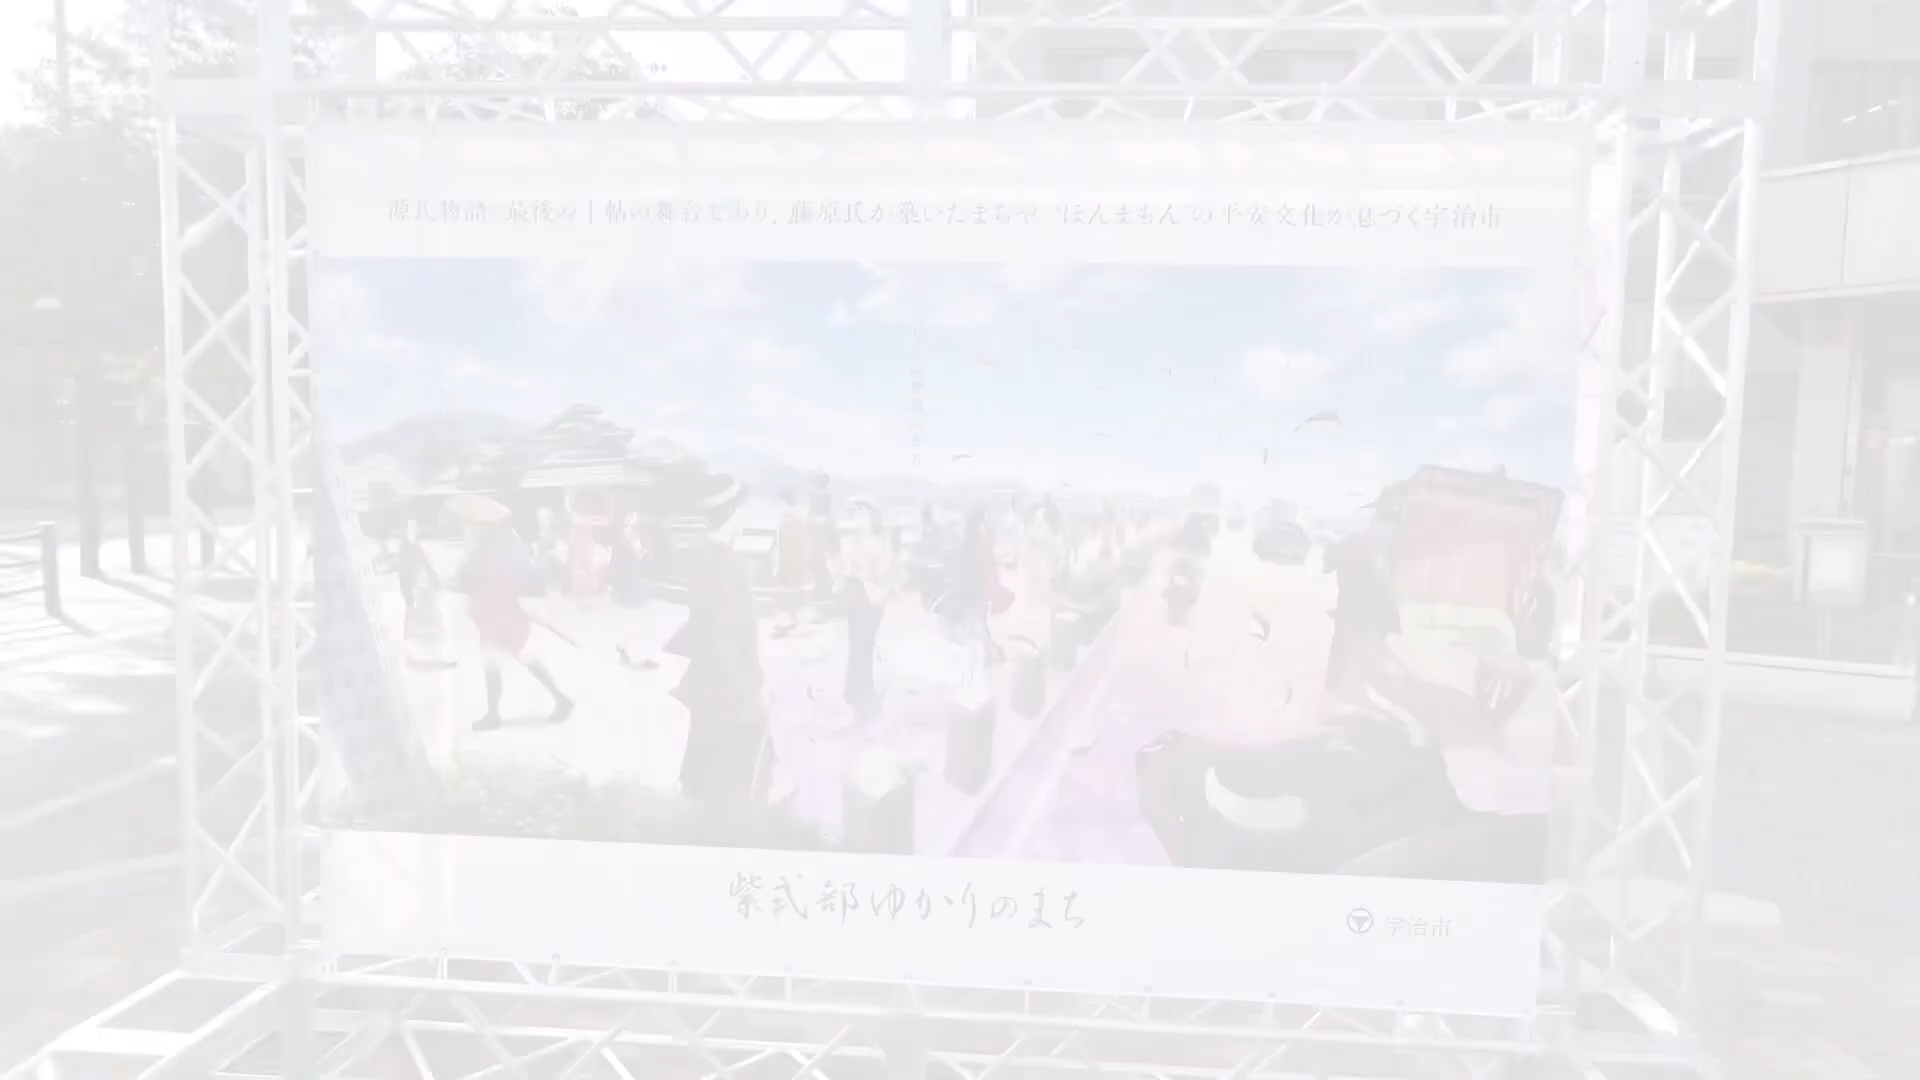 源氏物語 最後の十帖の舞台であり、藤原氏が築いたまちや、"ほんまもん"の平安文化が息づく宇治市
紫式部ゆかりのまち
宇治市